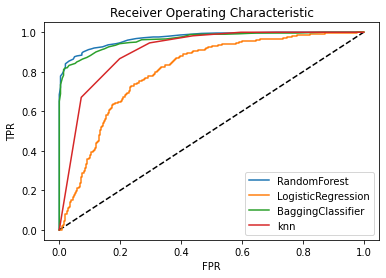 Receiver Operating Characteristic
1.0
0.8
0.6
0.4
0.2
0.0
TPR
RandomForest
LogisticRegression
BaggingClassifier
knn
0.0 0.2 0.4 0.6 0.8 1.0
FPR